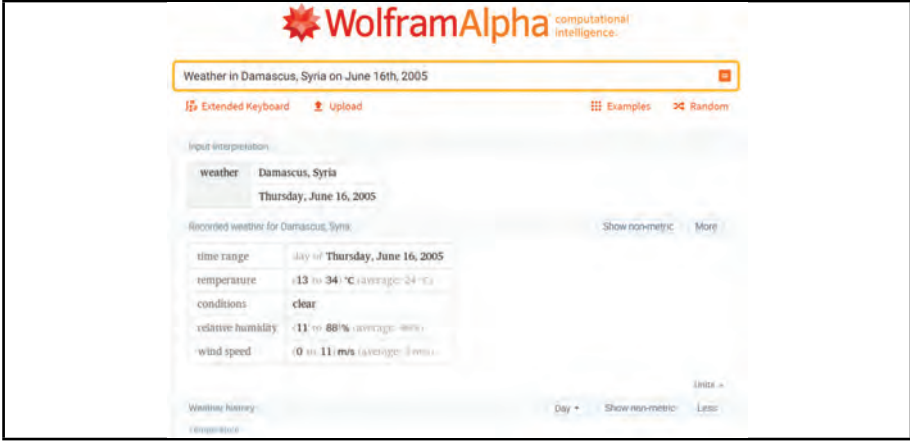 WolframAlpha computational intelligence.
Weather in Damascus, Syria on June 16th, 2005
Extended Keyboard Upload Examples Random
Input interpretation
weather Damascus, Syria
Thursday, June 16, 2005
Recorded weather for Damascus, Syria Show non-metric More
time range day of Thursday, June 16, 2005
temperature (13 to 34) °C (average: 24 °C)
conditions clear
relative humidity (11 to 88)% (average:
wind speed (0 to 11) m/s (average: m/s)
Units »
Weather history Day Show non-metric Less
temperature